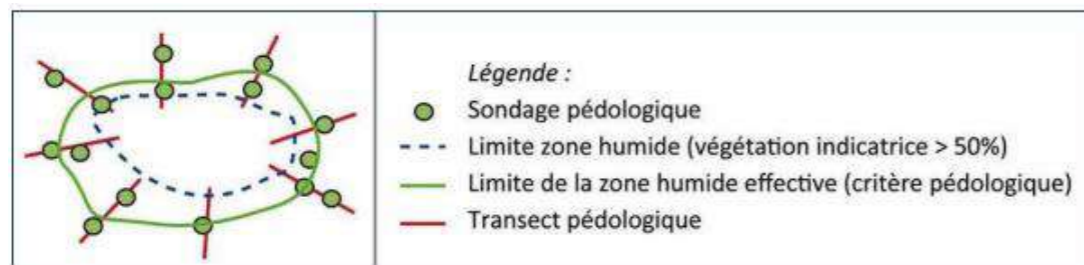 Légende :
Sondage pédologique
Limite zone humide (végétation indicatrice > 50%)
Limite de la zone humide effective (critère pédologique)
Transect pédologique